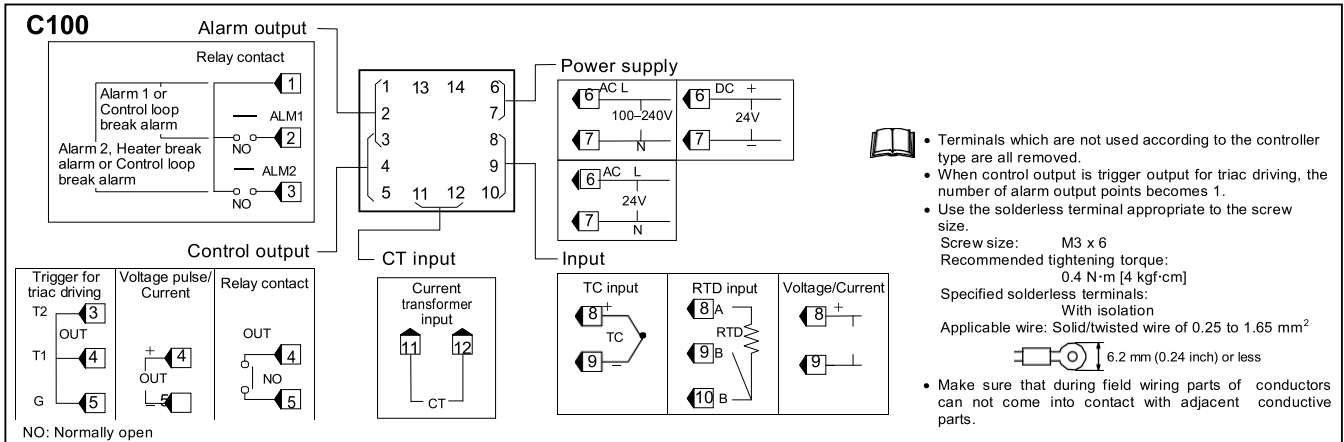 C100
Alarm output
Relay contact
1
Alarm 1 or
Control loop
break alarm
ALM1
2
NO
Alarm 2, Heater break
alarm or Control loop
break alarm
ALM2
3
NO
1 13 14 6
2 7
3 8
4 9
5 11 12 10
Power supply
6 AC L
100–240V
7 N
6 DC +
24V
7 –
6 AC L
24V
7 N
Control output
Trigger for
triac driving
T2 3
OUT
T1 4
G 5
Voltage pulse/
Current
+ 4
OUT
– 5
Relay contact
OUT
4
NO
5
NO: Normally open
CT input
Current
transformer
input
11 12
CT
Input
TC input
8 +
TC
9 –
RTD input
8 A
RTD
9 B
10 B
Voltage/Current
8 +
9 –
• Terminals which are not used according to the controller
type are all removed.
• When control output is trigger output for triac driving, the
number of alarm output points becomes 1.
• Use the solderless terminal appropriate to the screw
size.
Screw size: M3 x 6
Recommended tightening torque:
0.4 N·m [4 kgf·cm]
Specified solderless terminals:
With isolation
Applicable wire: Solid/twisted wire of 0.25 to 1.65 mm²
6.2 mm (0.24 inch) or less
• Make sure that during field wiring parts of conductors
can not come into contact with adjacent conductive
parts.